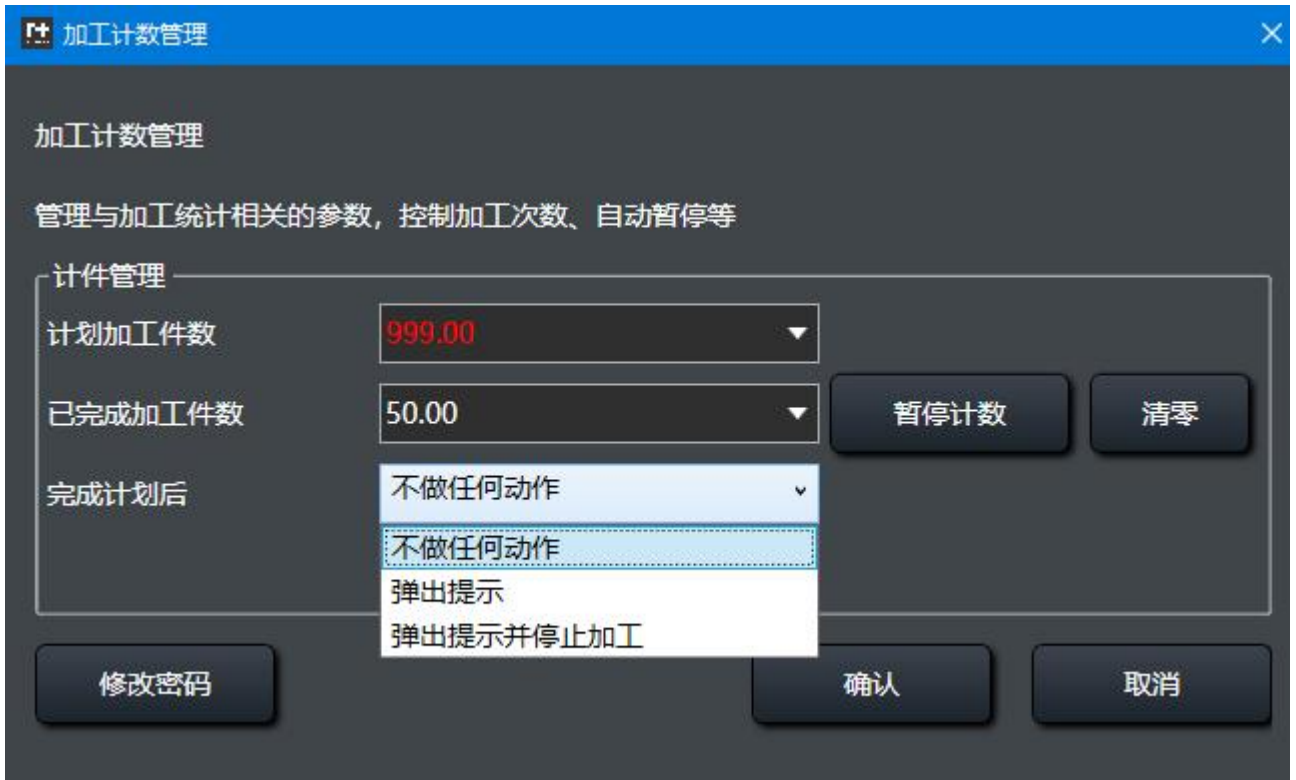 加工计数管理
加工计数管理
管理与加工统计相关的参数，控制加工次数、自动暂停等
计件管理
计划加工件数 999.00
已完成加工件数 50.00 暂停计数 清零
完成计划后 不做任何动作
不做任何动作
弹出提示
弹出提示并停止加工
修改密码 确认 取消